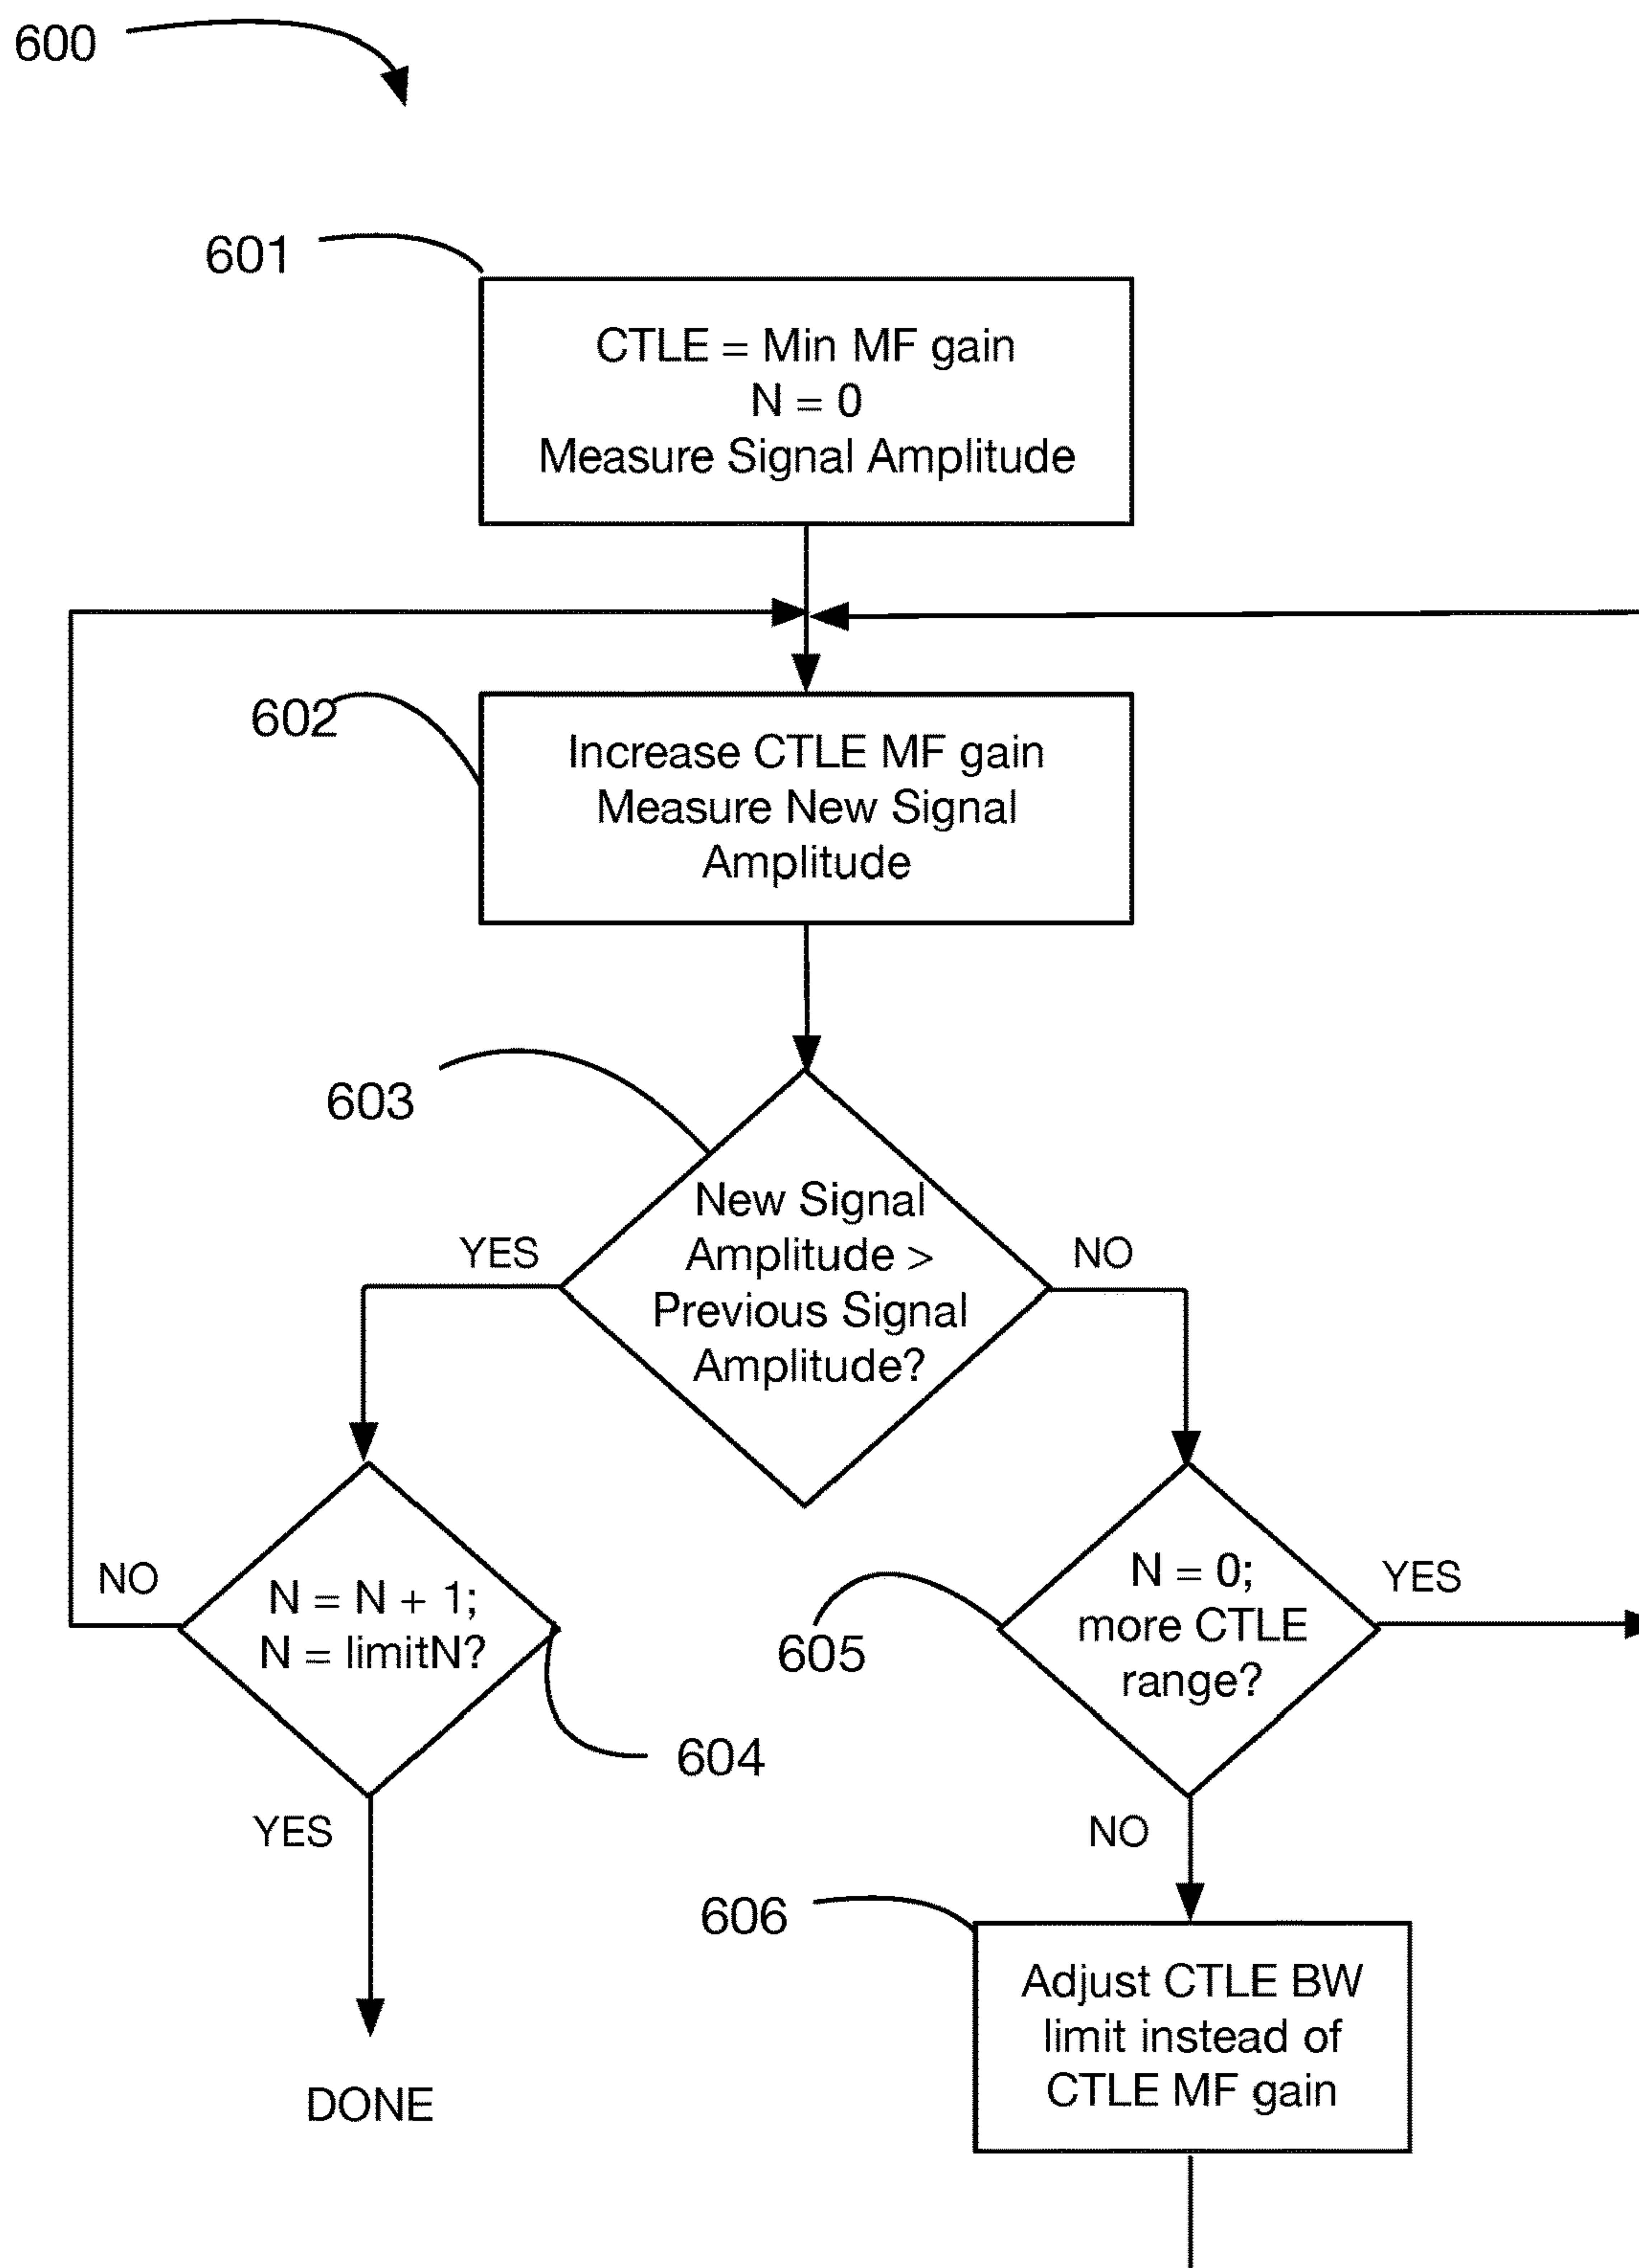 600
601
CTLE = Min MF gain
N = 0
Measure Signal Amplitude
602
Increase CTLE MF gain
Measure New Signal
Amplitude
603
New Signal
Amplitude >
Previous Signal
Amplitude?
YES
NO
NO
N = N + 1;
N = limitN?
604
YES
DONE
605
N = 0;
more CTLE
range?
YES
NO
606
Adjust CTLE BW
limit instead of
CTLE MF gain